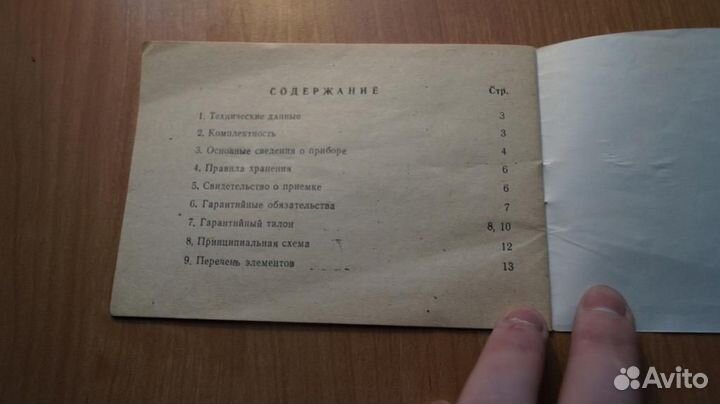 СОДЕРЖАНИЕ Стр.
1. Технические данные 3
2. Комплектность 3
3. Основные сведения о приборе 4
4. Правила хранения 6
5. Свидетельство о приемке 6
6. Гарантийные обязательства 7
7. Гарантийный талон 8, 10
8. Принципиальная схема 12
9. Перечень элементов 13
Avito